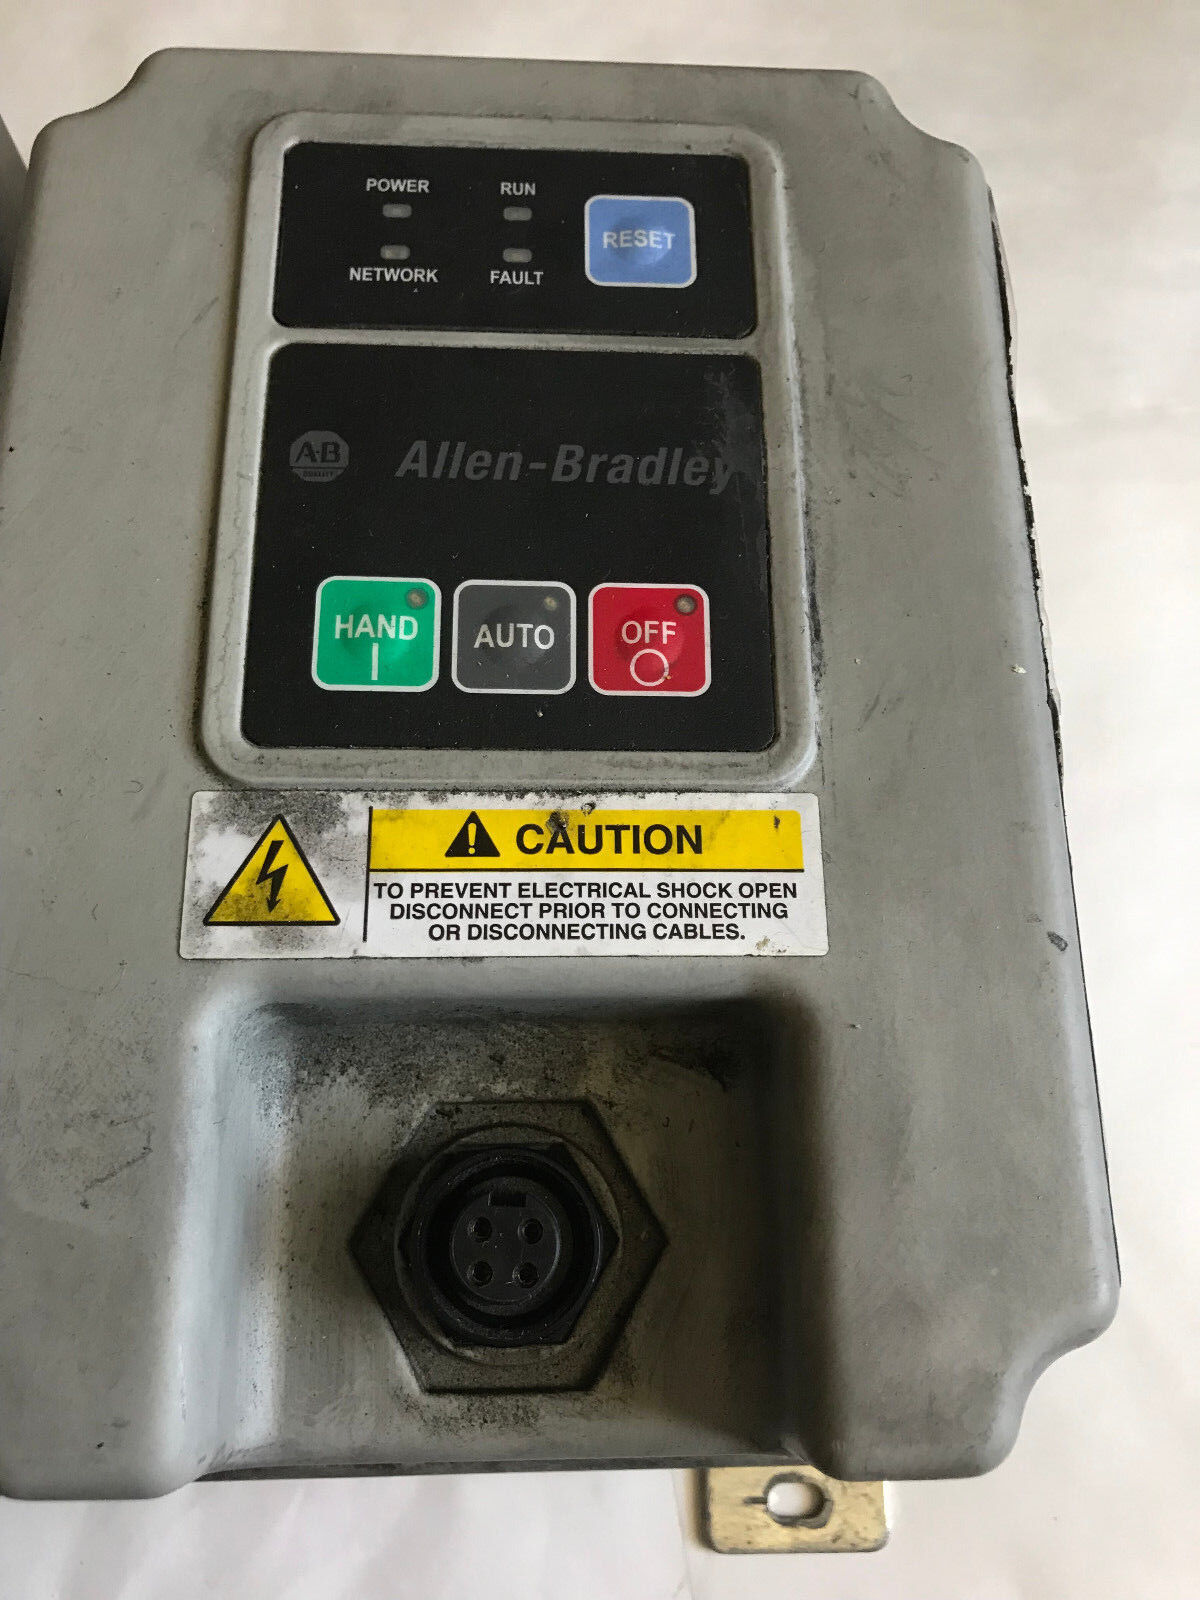 POWER RUN
NETWORK FAULT
RESET
A-B
QUALITY
Allen-Bradley
HAND
AUTO
OFF
CAUTION
TO PREVENT ELECTRICAL SHOCK OPEN
DISCONNECT PRIOR TO CONNECTING
OR DISCONNECTING CABLES.